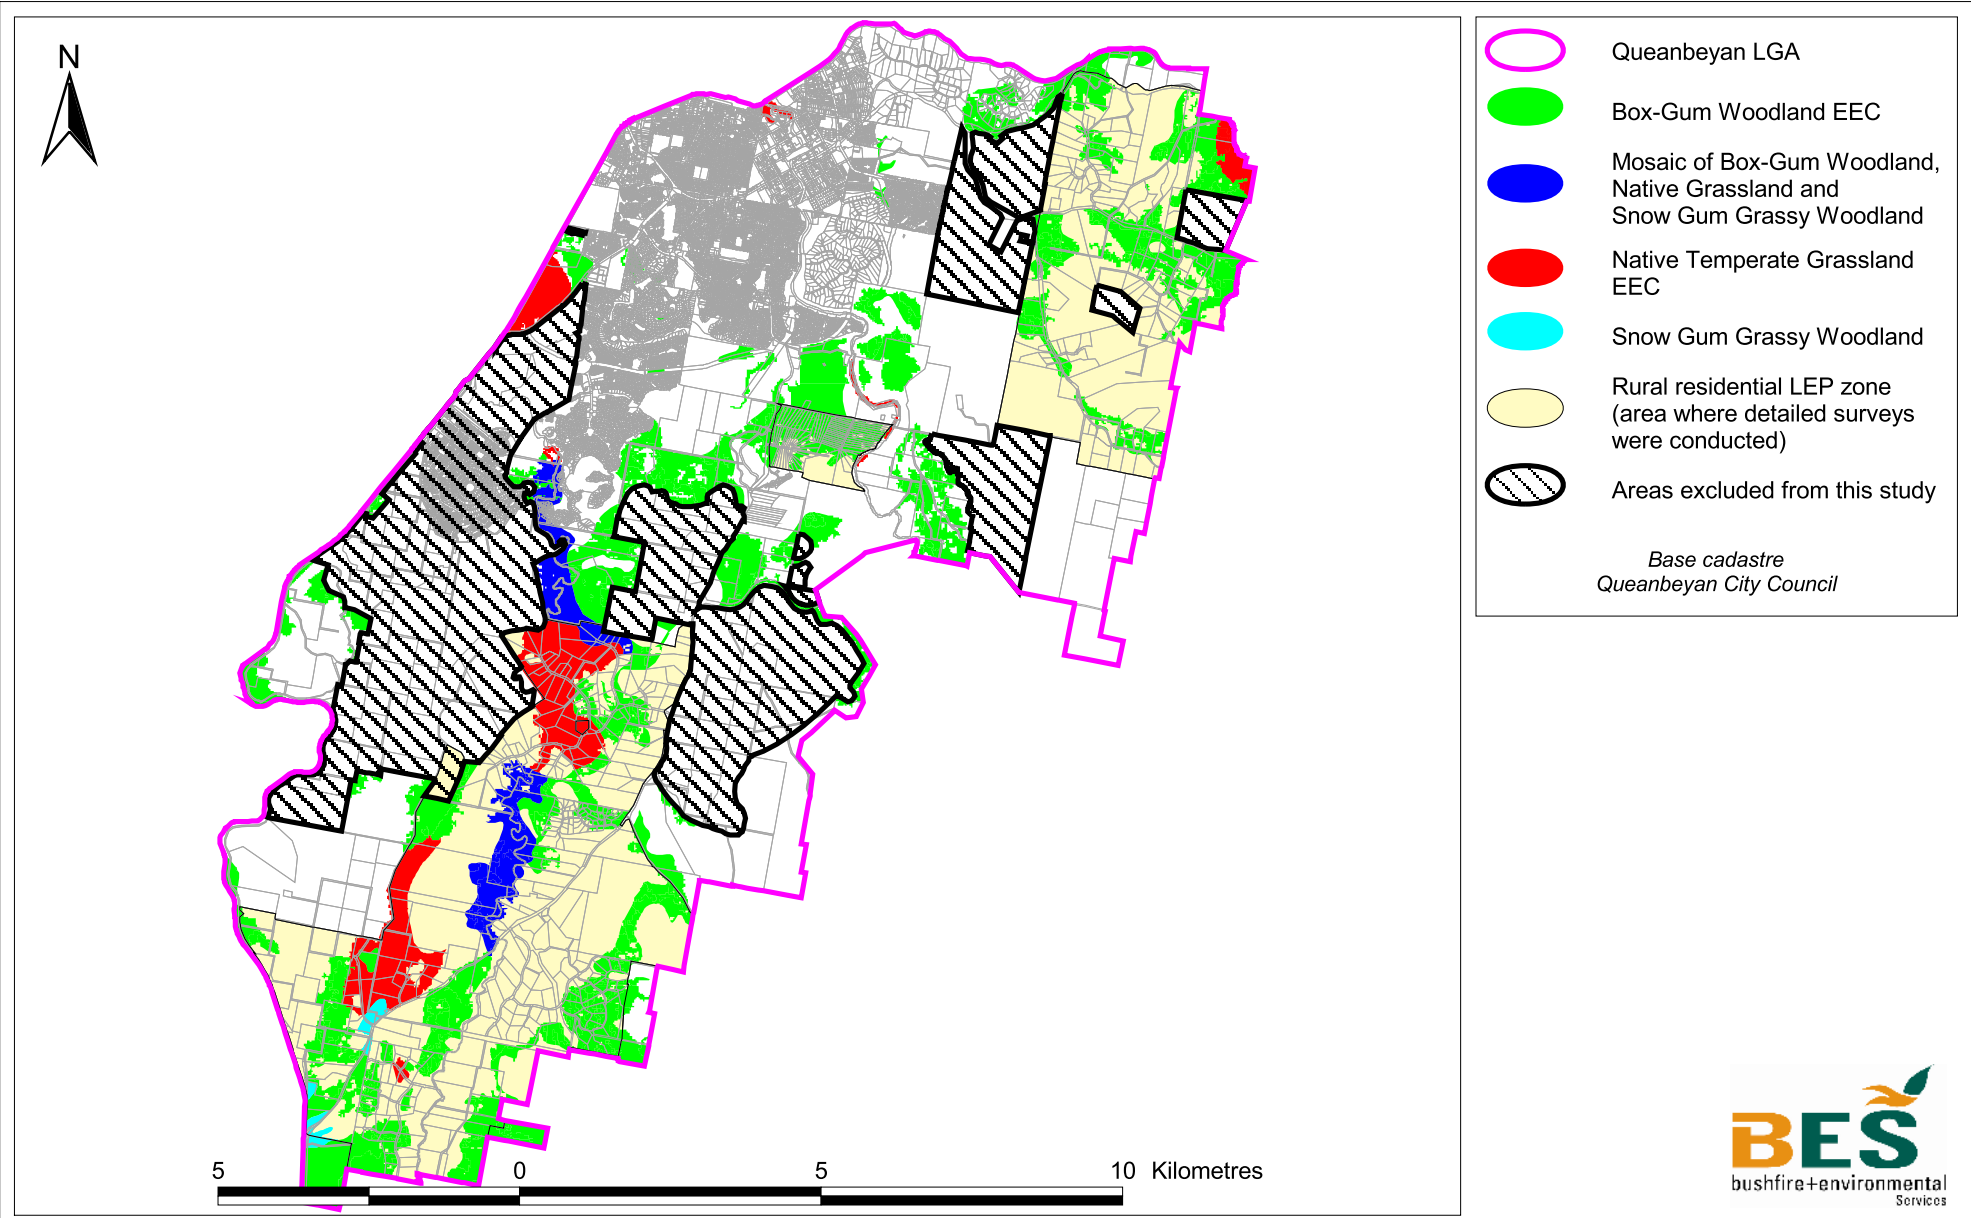 N
Queanbeyan LGA
Box-Gum Woodland EEC
Mosaic of Box-Gum Woodland,
Native Grassland and
Snow Gum Grassy Woodland
Native Temperate Grassland
EEC
Snow Gum Grassy Woodland
Rural residential LEP zone
(area where detailed surveys
were conducted)
Areas excluded from this study
Base cadastre
Queanbeyan City Council
5 0 5 10 Kilometres
BES
bushfire+environmental
Services